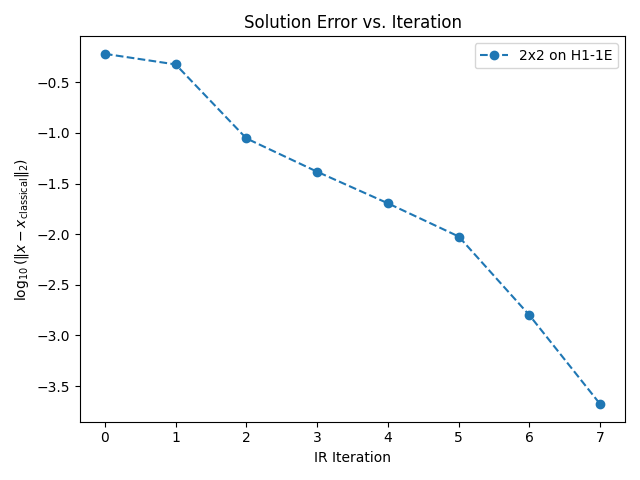 Solution Error vs. Iteration
2x2 on H1-1E
−0.5
−1.0
−1.5
−2.0
−2.5
−3.0
−3.5
log₁₀(‖x − x_classical‖₂)
0 1 2 3 4 5 6 7
IR Iteration